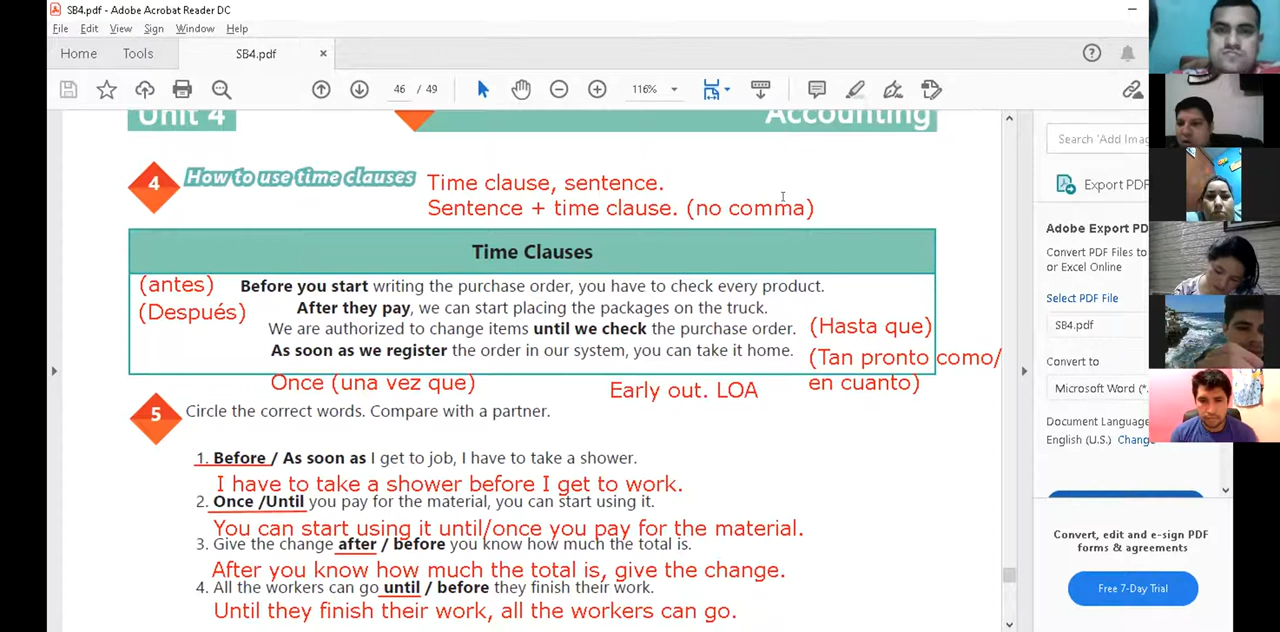 SB4.pdf - Adobe Acrobat Reader DC
File Edit View Sign Window Help
Home Tools SB4.pdf ×
46 / 49 116%
Unit 4 Accounting
4 How to use time clauses Time clause, sentence.
Sentence + time clause. (no comma)
Time Clauses
(antes) Before you start writing the purchase order, you have to check every product.
(Después) After they pay, we can start placing the packages on the truck.
We are authorized to change items until we check the purchase order. (Hasta que)
As soon as we register the order in our system, you can take it home. (Tan pronto como/
Once (una vez que) Early out. LOA en cuanto)
5 Circle the correct words. Compare with a partner.
1. Before / As soon as I get to job, I have to take a shower.
I have to take a shower before I get to work.
2. Once /Until you pay for the material, you can start using it.
You can start using it until/once you pay for the material.
3. Give the change after / before you know how much the total is.
After you know how much the total is, give the change.
4. All the workers can go until / before they finish their work.
Until they finish their work, all the workers can go.
Search 'Add Imag
Export PDF
Adobe Export PD
Convert PDF Files to
or Excel Online
Select PDF File
SB4.pdf
Convert to
Microsoft Word (*.
Document Language
English (U.S.) Change
Convert, edit and e-sign PDF
forms & agreements
Free 7-Day Trial